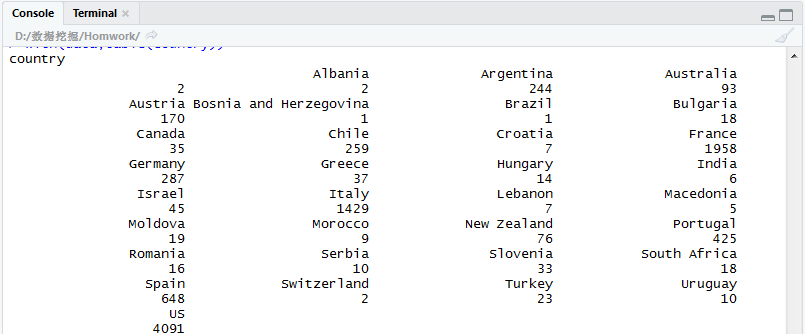 Console Terminal
D:/数据挖掘/Homwork/
country
Albania Argentina Australia
2 2 244 93
Austria Bosnia and Herzegovina Brazil Bulgaria
170 1 1 18
Canada Chile Croatia France
35 259 7 1958
Germany Greece Hungary India
287 37 14 6
Israel Italy Lebanon Macedonia
45 1429 7 5
Moldova Morocco New Zealand Portugal
19 9 76 425
Romania Serbia Slovenia South Africa
16 10 33 18
Spain Switzerland Turkey Uruguay
648 2 23 10
US
4091